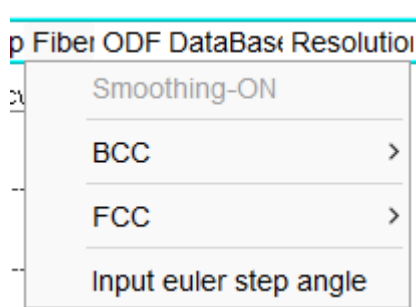 p Fiber ODF DataBase Resolution
Smoothing-ON
BCC
FCC
Input euler step angle